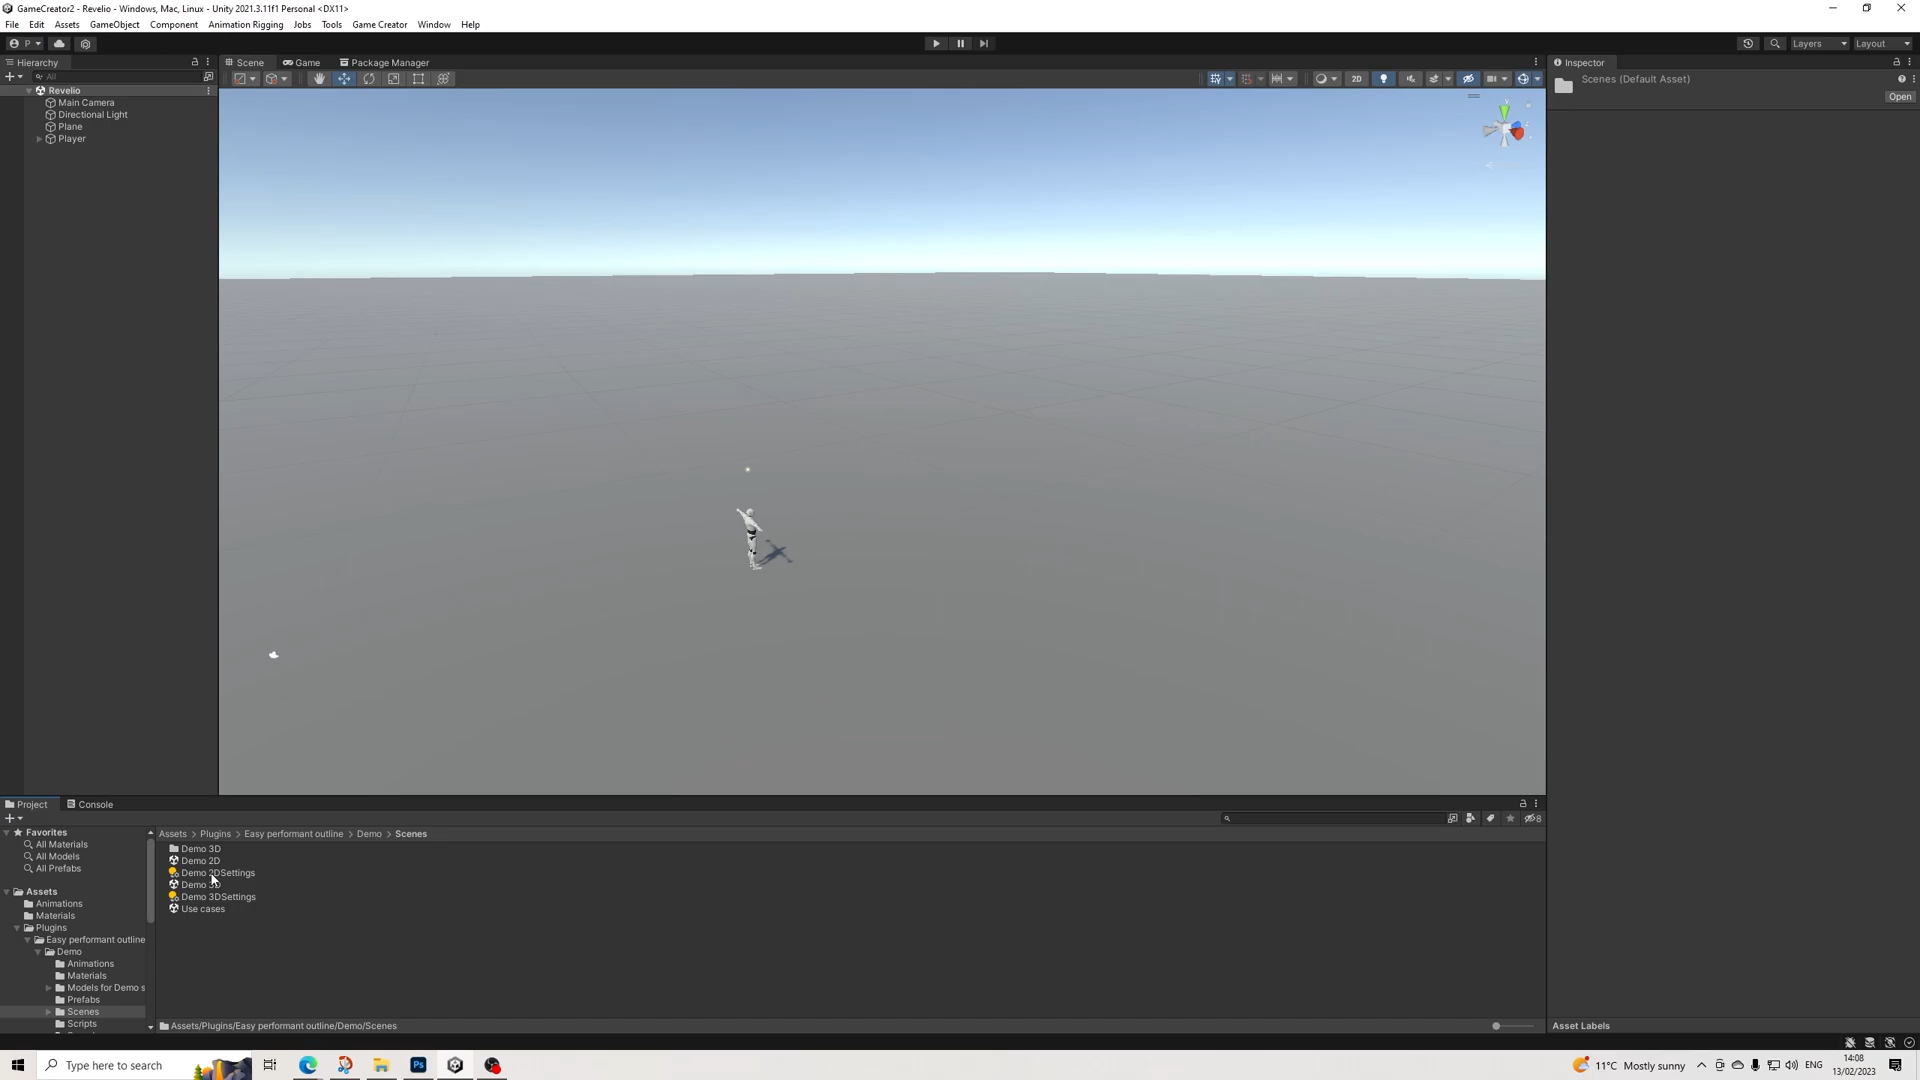 GameCreator2 - Revelio - Windows, Mac, Linux - Unity 2021.3.11f1 Personal <DX11>
File Edit Assets GameObject Component Animation Rigging Jobs Tools Game Creator Window Help
P Layers Layout
Hierarchy Scene Game Package Manager Inspector
All 2D Scenes (Default Asset)
Revelio Open
Main Camera
Directional Light
Plane
Player
Project Console
Favorites Assets > Plugins > Easy performant outline > Demo > Scenes 8
All Materials
All Models
All Prefabs
Assets
Animations
Materials
Plugins
Easy performant outline
Demo
Animations
Materials
Models for Demo s
Prefabs
Scenes
Scripts
Demo 3D
Demo 2D
Demo 2DSettings
Demo 3D
Demo 3DSettings
Use cases
Assets/Plugins/Easy performant outline/Demo/Scenes Asset Labels
Type here to search Ps 11°C Mostly sunny ENG 14:08
13/02/2023